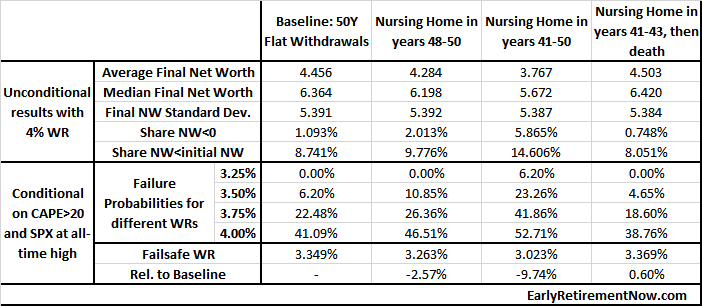 Baseline: 50Y Flat Withdrawals | Nursing Home in years 48-50 | Nursing Home in years 41-50 | Nursing Home in years 41-43, then death
Unconditional results with 4% WR
Average Final Net Worth 4.456 4.284 3.767 4.503
Median Final Net Worth 6.364 6.198 5.672 6.420
Final NW Standard Dev. 5.391 5.392 5.387 5.384
Share NW<0 1.093% 2.013% 5.865% 0.748%
Share NW<initial NW 8.741% 9.776% 14.606% 8.051%
Conditional on CAPE>20 and SPX at all-time high
Failure Probabilities for different WRs
3.25% 0.00% 0.00% 6.20% 0.00%
3.50% 6.20% 10.85% 23.26% 4.65%
3.75% 22.48% 26.36% 41.86% 18.60%
4.00% 41.09% 46.51% 52.71% 38.76%
Failsafe WR 3.349% 3.263% 3.023% 3.369%
Rel. to Baseline - -2.57% -9.74% 0.60%
EarlyRetirementNow.com